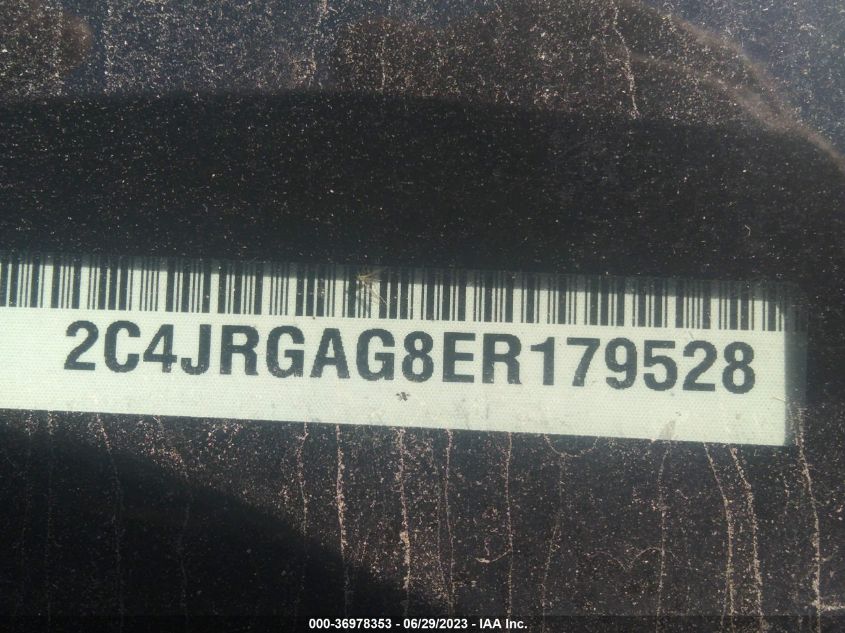 2C4JRGAG8ER179528
000-36978353 - 06/29/2023 - IAA Inc.